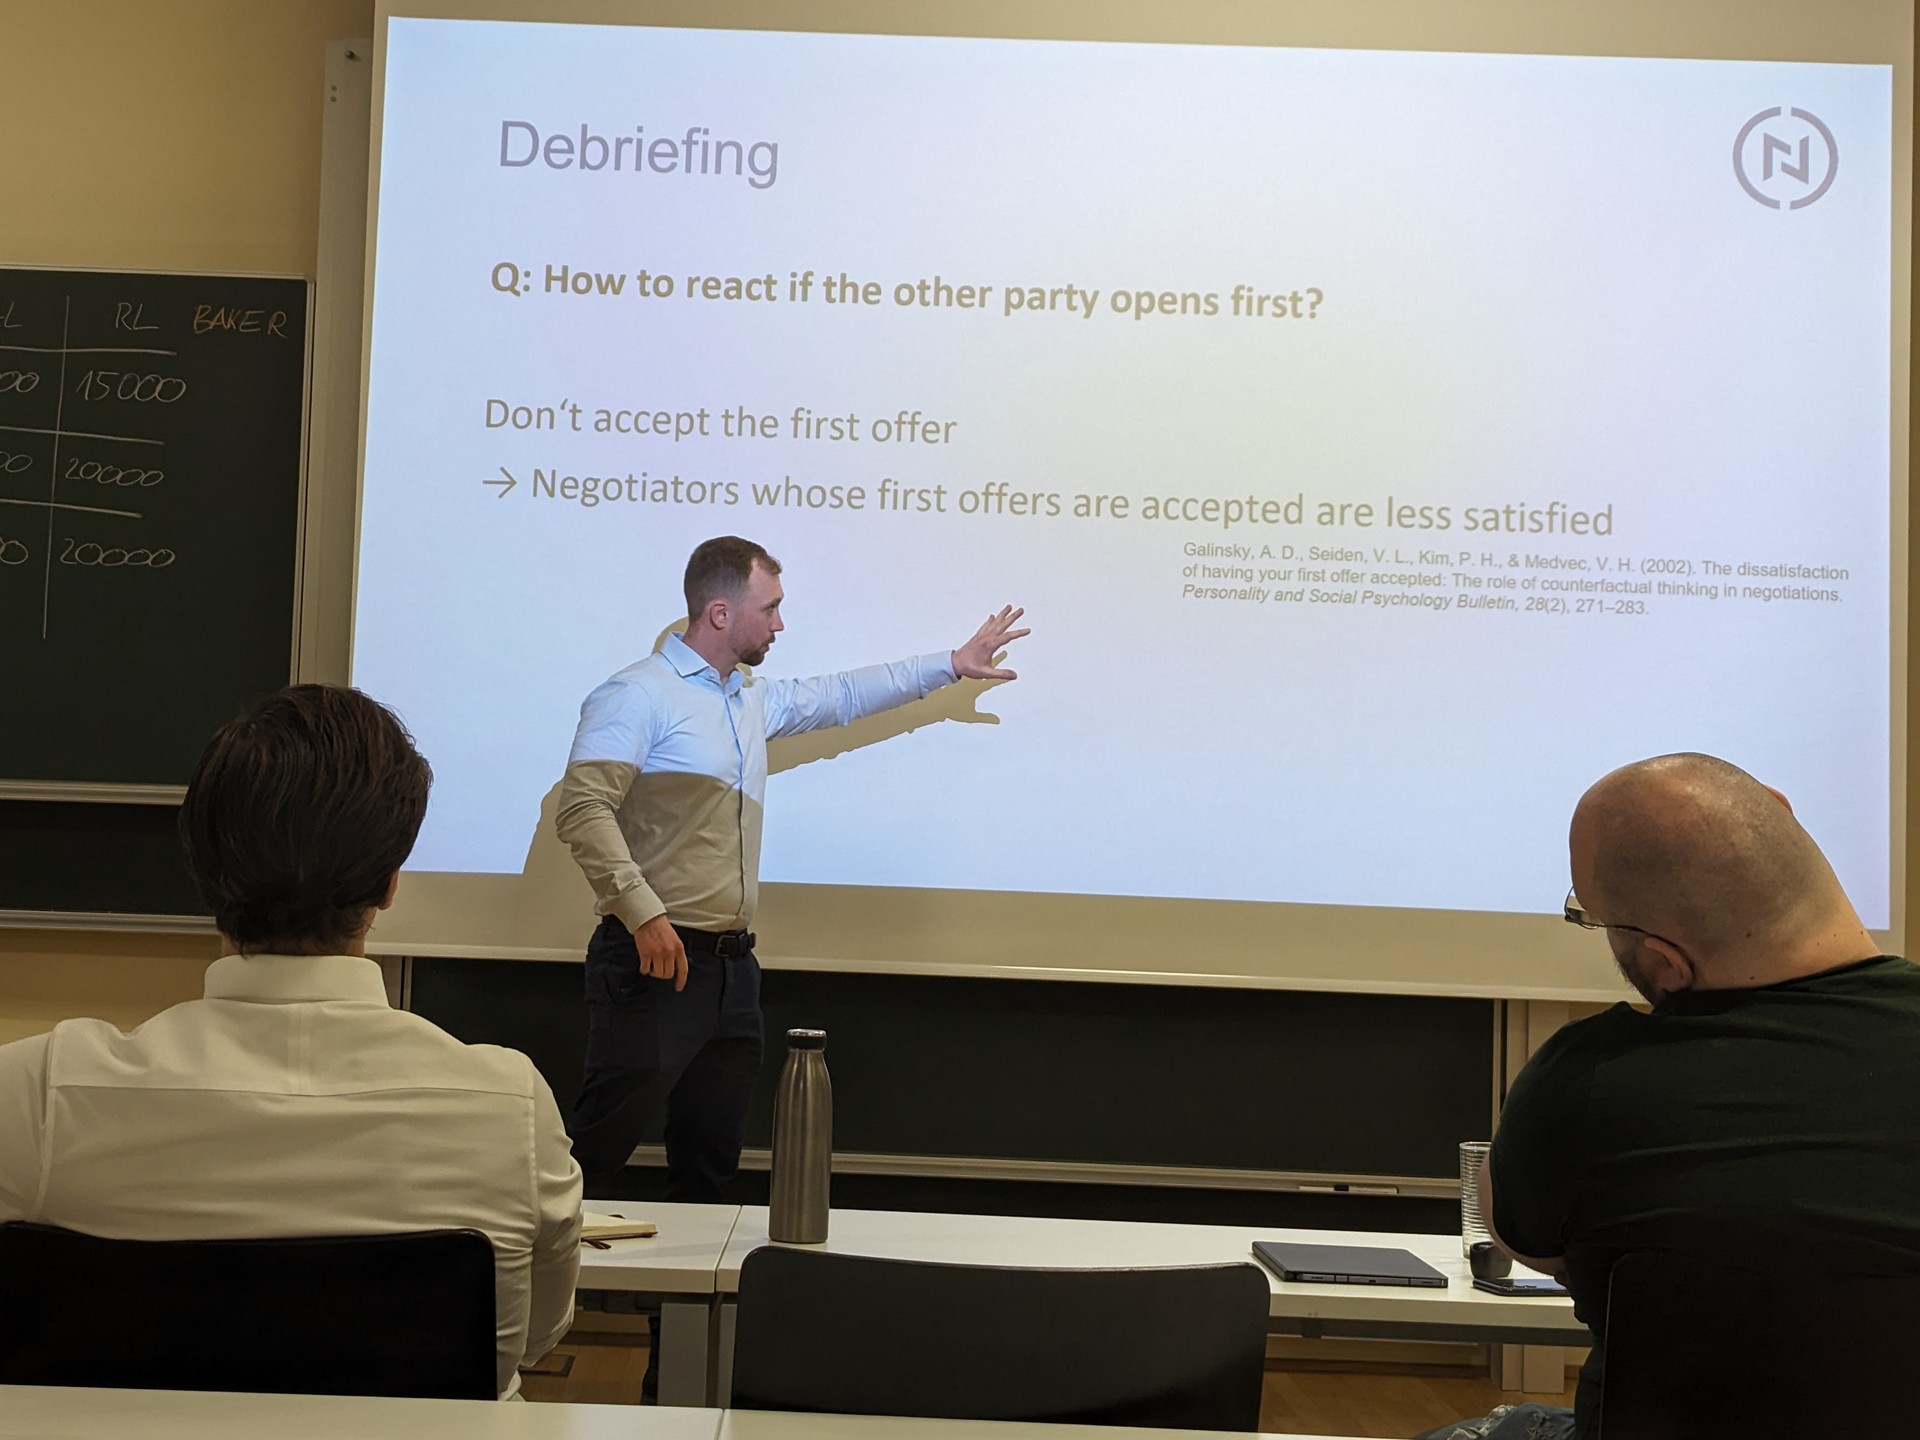 Debriefing
N
Q: How to react if the other party opens first?
Don‘t accept the first offer
→ Negotiators whose first offers are accepted are less satisfied
Galinsky, A. D., Seiden, V. L., Kim, P. H., & Medvec, V. H. (2002). The dissatisfaction
of having your first offer accepted: The role of counterfactual thinking in negotiations.
Personality and Social Psychology Bulletin, 28(2), 271–283.
RL BAKER
15000
20000
20000